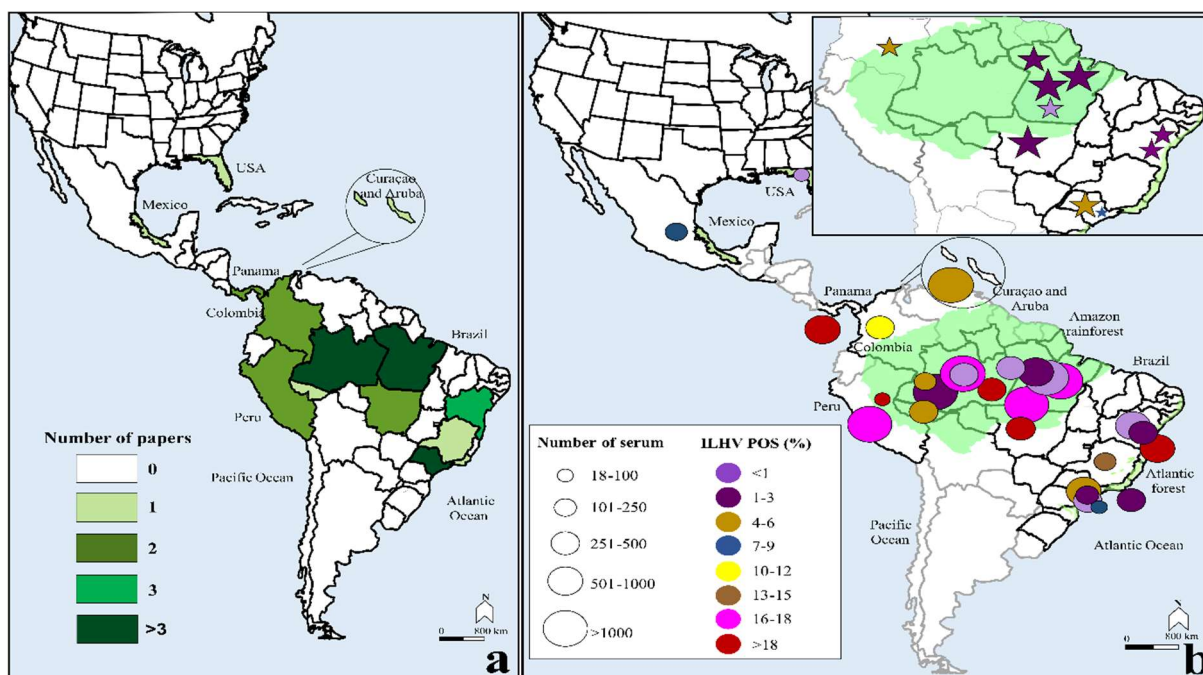 USA
Curaçao
and Aruba
Mexico
Panama
Colombia
Brazil
Peru
Number of papers
0
1
2
3
>3
Pacific Ocean
Atlantic
Ocean
N
0 800 km
a
USA
Mexico
Panama
Curaçao and
Aruba
Colombia
Amazon
rainforest
Brazil
Peru
Number of serum
18-100
101-250
251-500
501-1000
>1000
ILHV POS (%)
<1
1-3
4-6
7-9
10-12
13-15
16-18
>18
Atlantic
forest
Pacific
Ocean
Atlantic Ocean
N
0 800 km
b